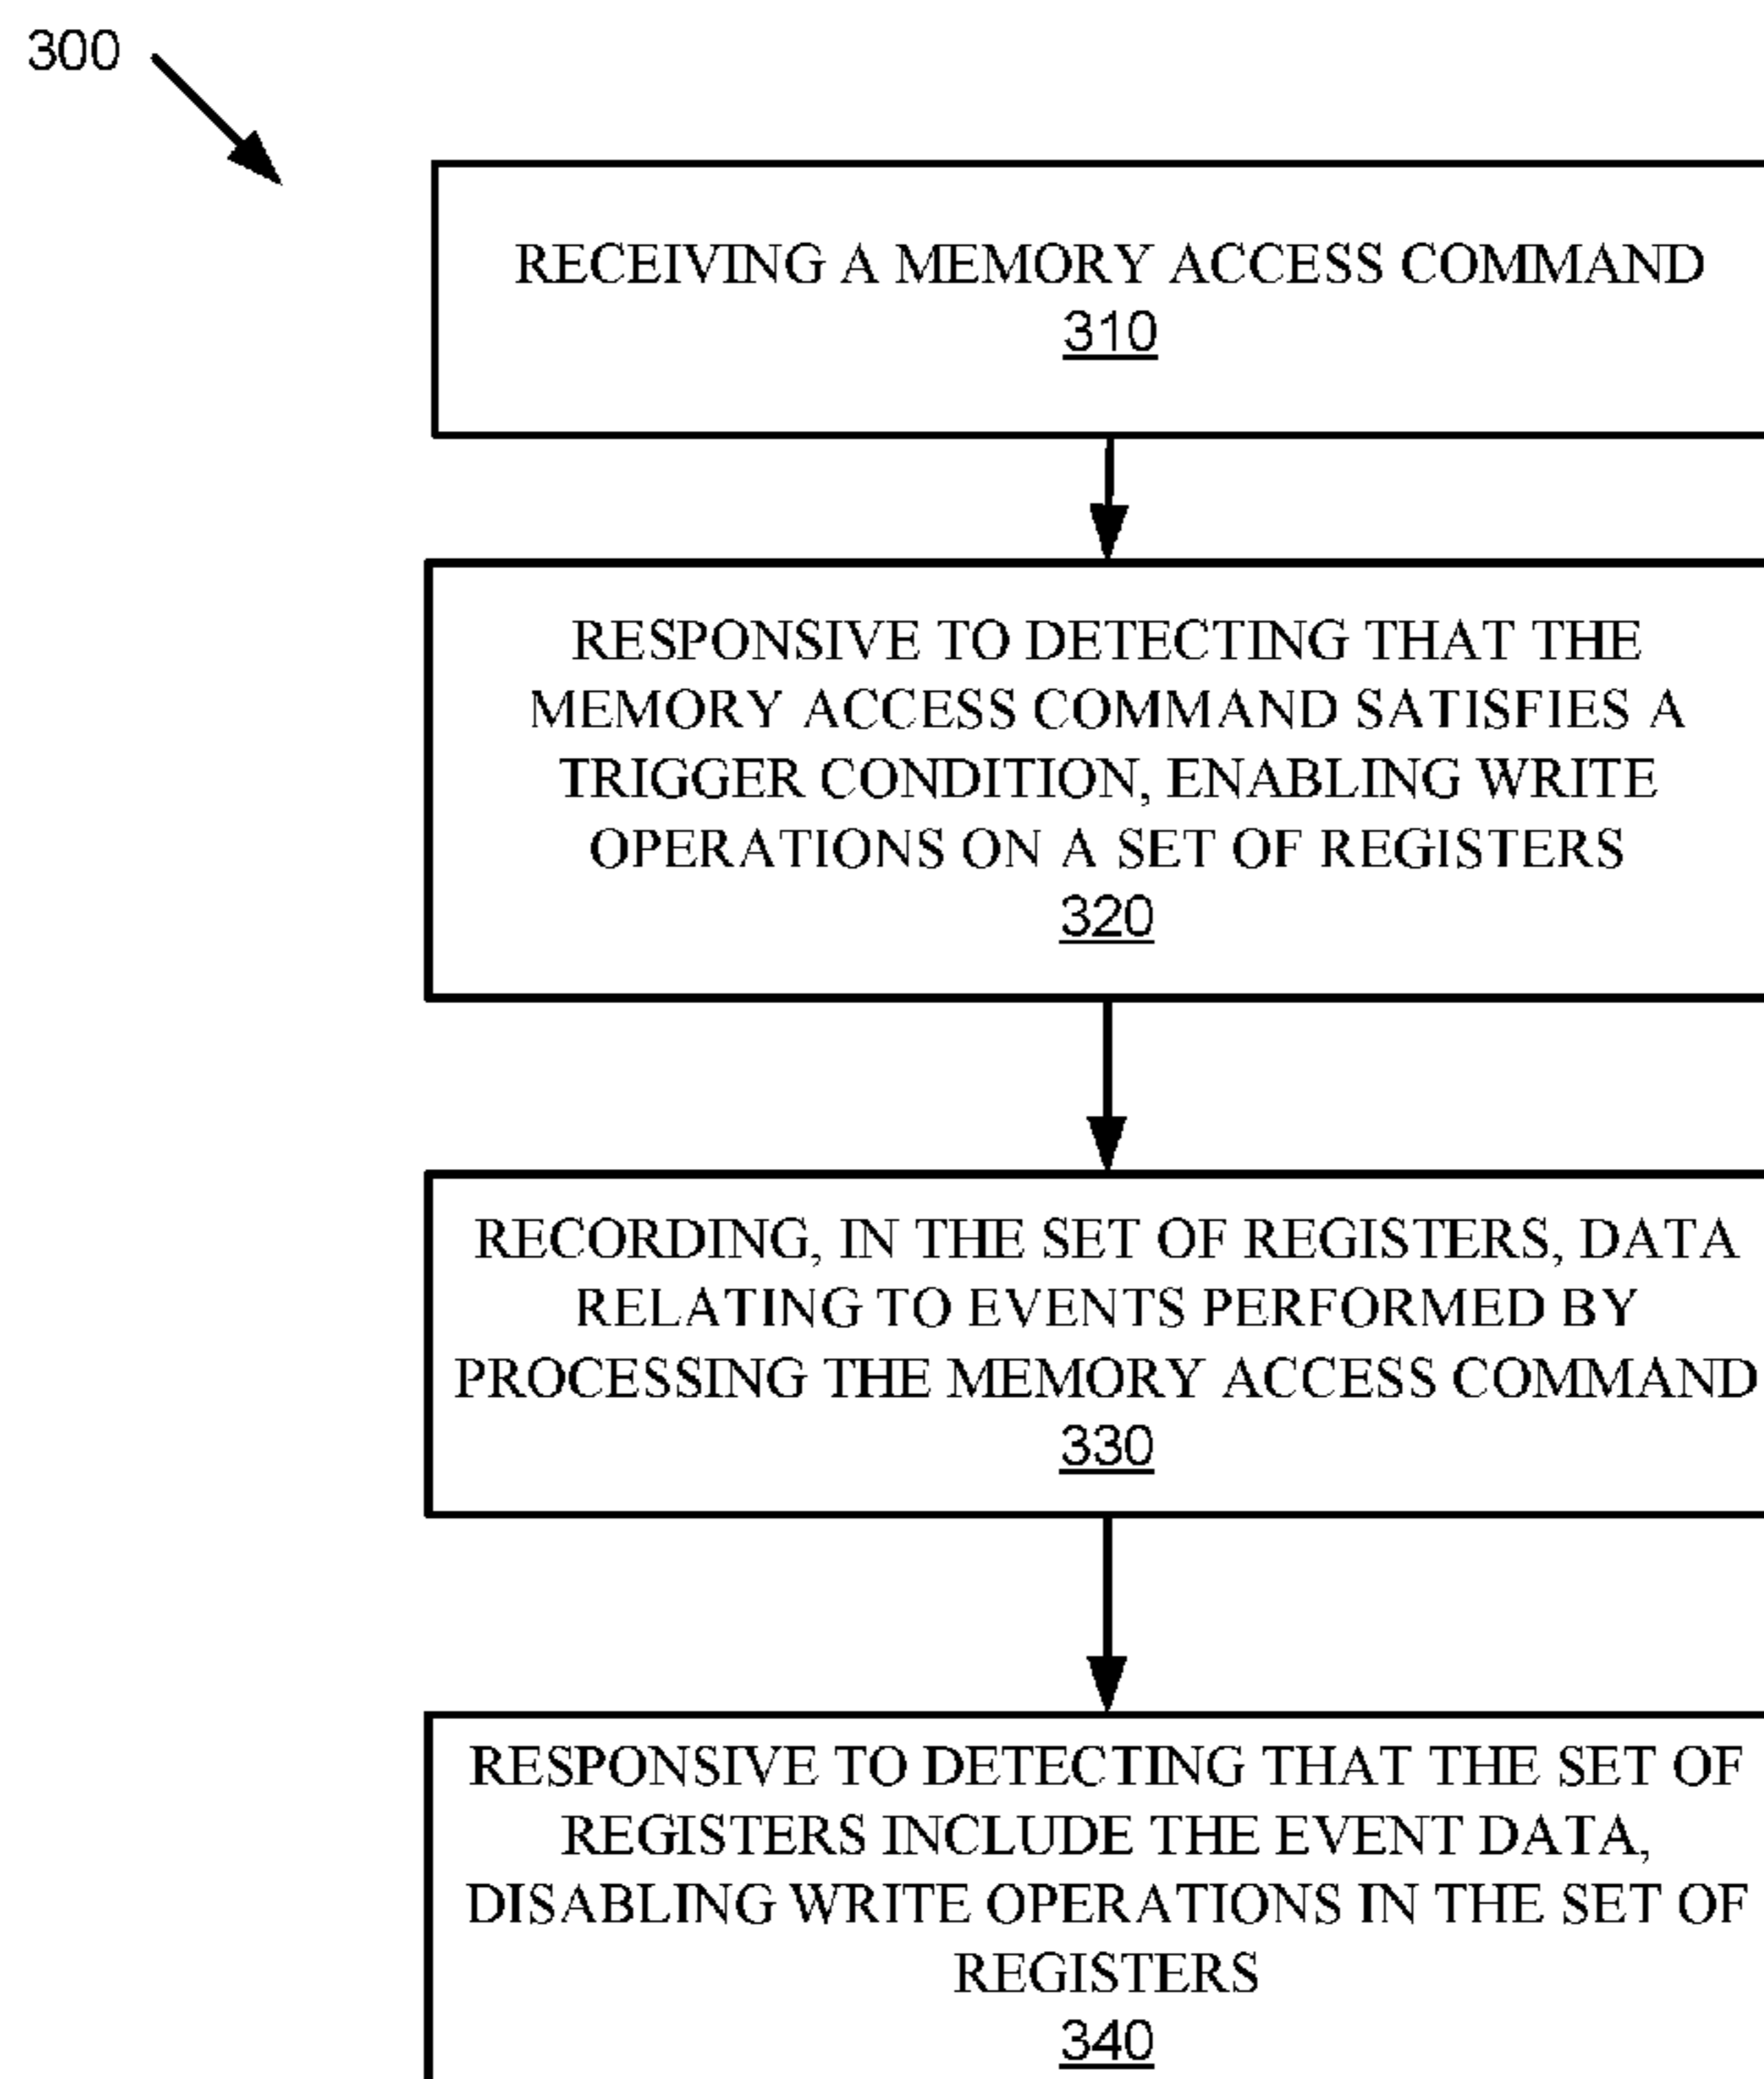 300
RECEIVING A MEMORY ACCESS COMMAND
310
RESPONSIVE TO DETECTING THAT THE
MEMORY ACCESS COMMAND SATISFIES A
TRIGGER CONDITION, ENABLING WRITE
OPERATIONS ON A SET OF REGISTERS
320
RECORDING, IN THE SET OF REGISTERS, DATA
RELATING TO EVENTS PERFORMED BY
PROCESSING THE MEMORY ACCESS COMMAND
330
RESPONSIVE TO DETECTING THAT THE SET OF
REGISTERS INCLUDE THE EVENT DATA,
DISABLING WRITE OPERATIONS IN THE SET OF
REGISTERS
340